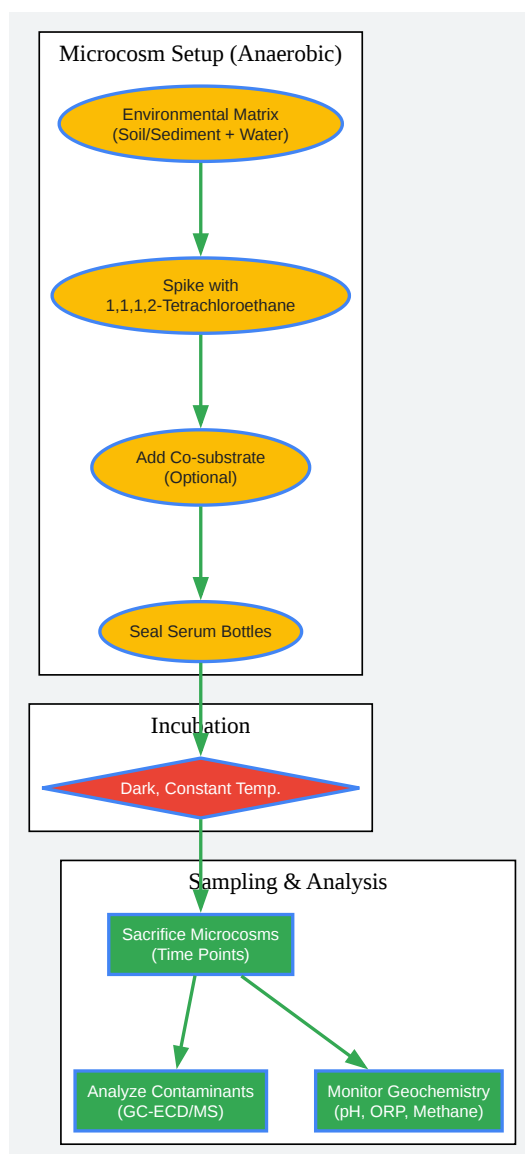 Microcosm Setup (Anaerobic)
Environmental Matrix
(Soil/Sediment + Water)
Spike with
1,1,1,2-Tetrachloroethane
Add Co-substrate
(Optional)
Seal Serum Bottles
Incubation
Dark, Constant Temp.
Sampling & Analysis
Sacrifice Microcosms
(Time Points)
Analyze Contaminants
(GC-ECD/MS)
Monitor Geochemistry
(pH, ORP, Methane)